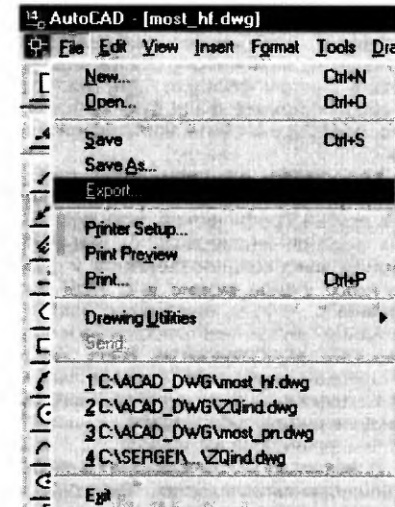 AutoCAD - [most_hf.dwg]
File Edit View Insert Format Tools Dra
New... Ctrl+N
Open... Ctrl+O
Save Ctrl+S
Save As...
Export...
Printer Setup...
Print Preview
Print... Ctrl+P
Drawing Utilities
Send...
1 C:\ACAD_DWG\most_hf.dwg
2 C:\ACAD_DWG\ZQind.dwg
3 C:\ACAD_DWG\most_pn.dwg
4 C:\SERGEI\...\ZQind.dwg
Exit